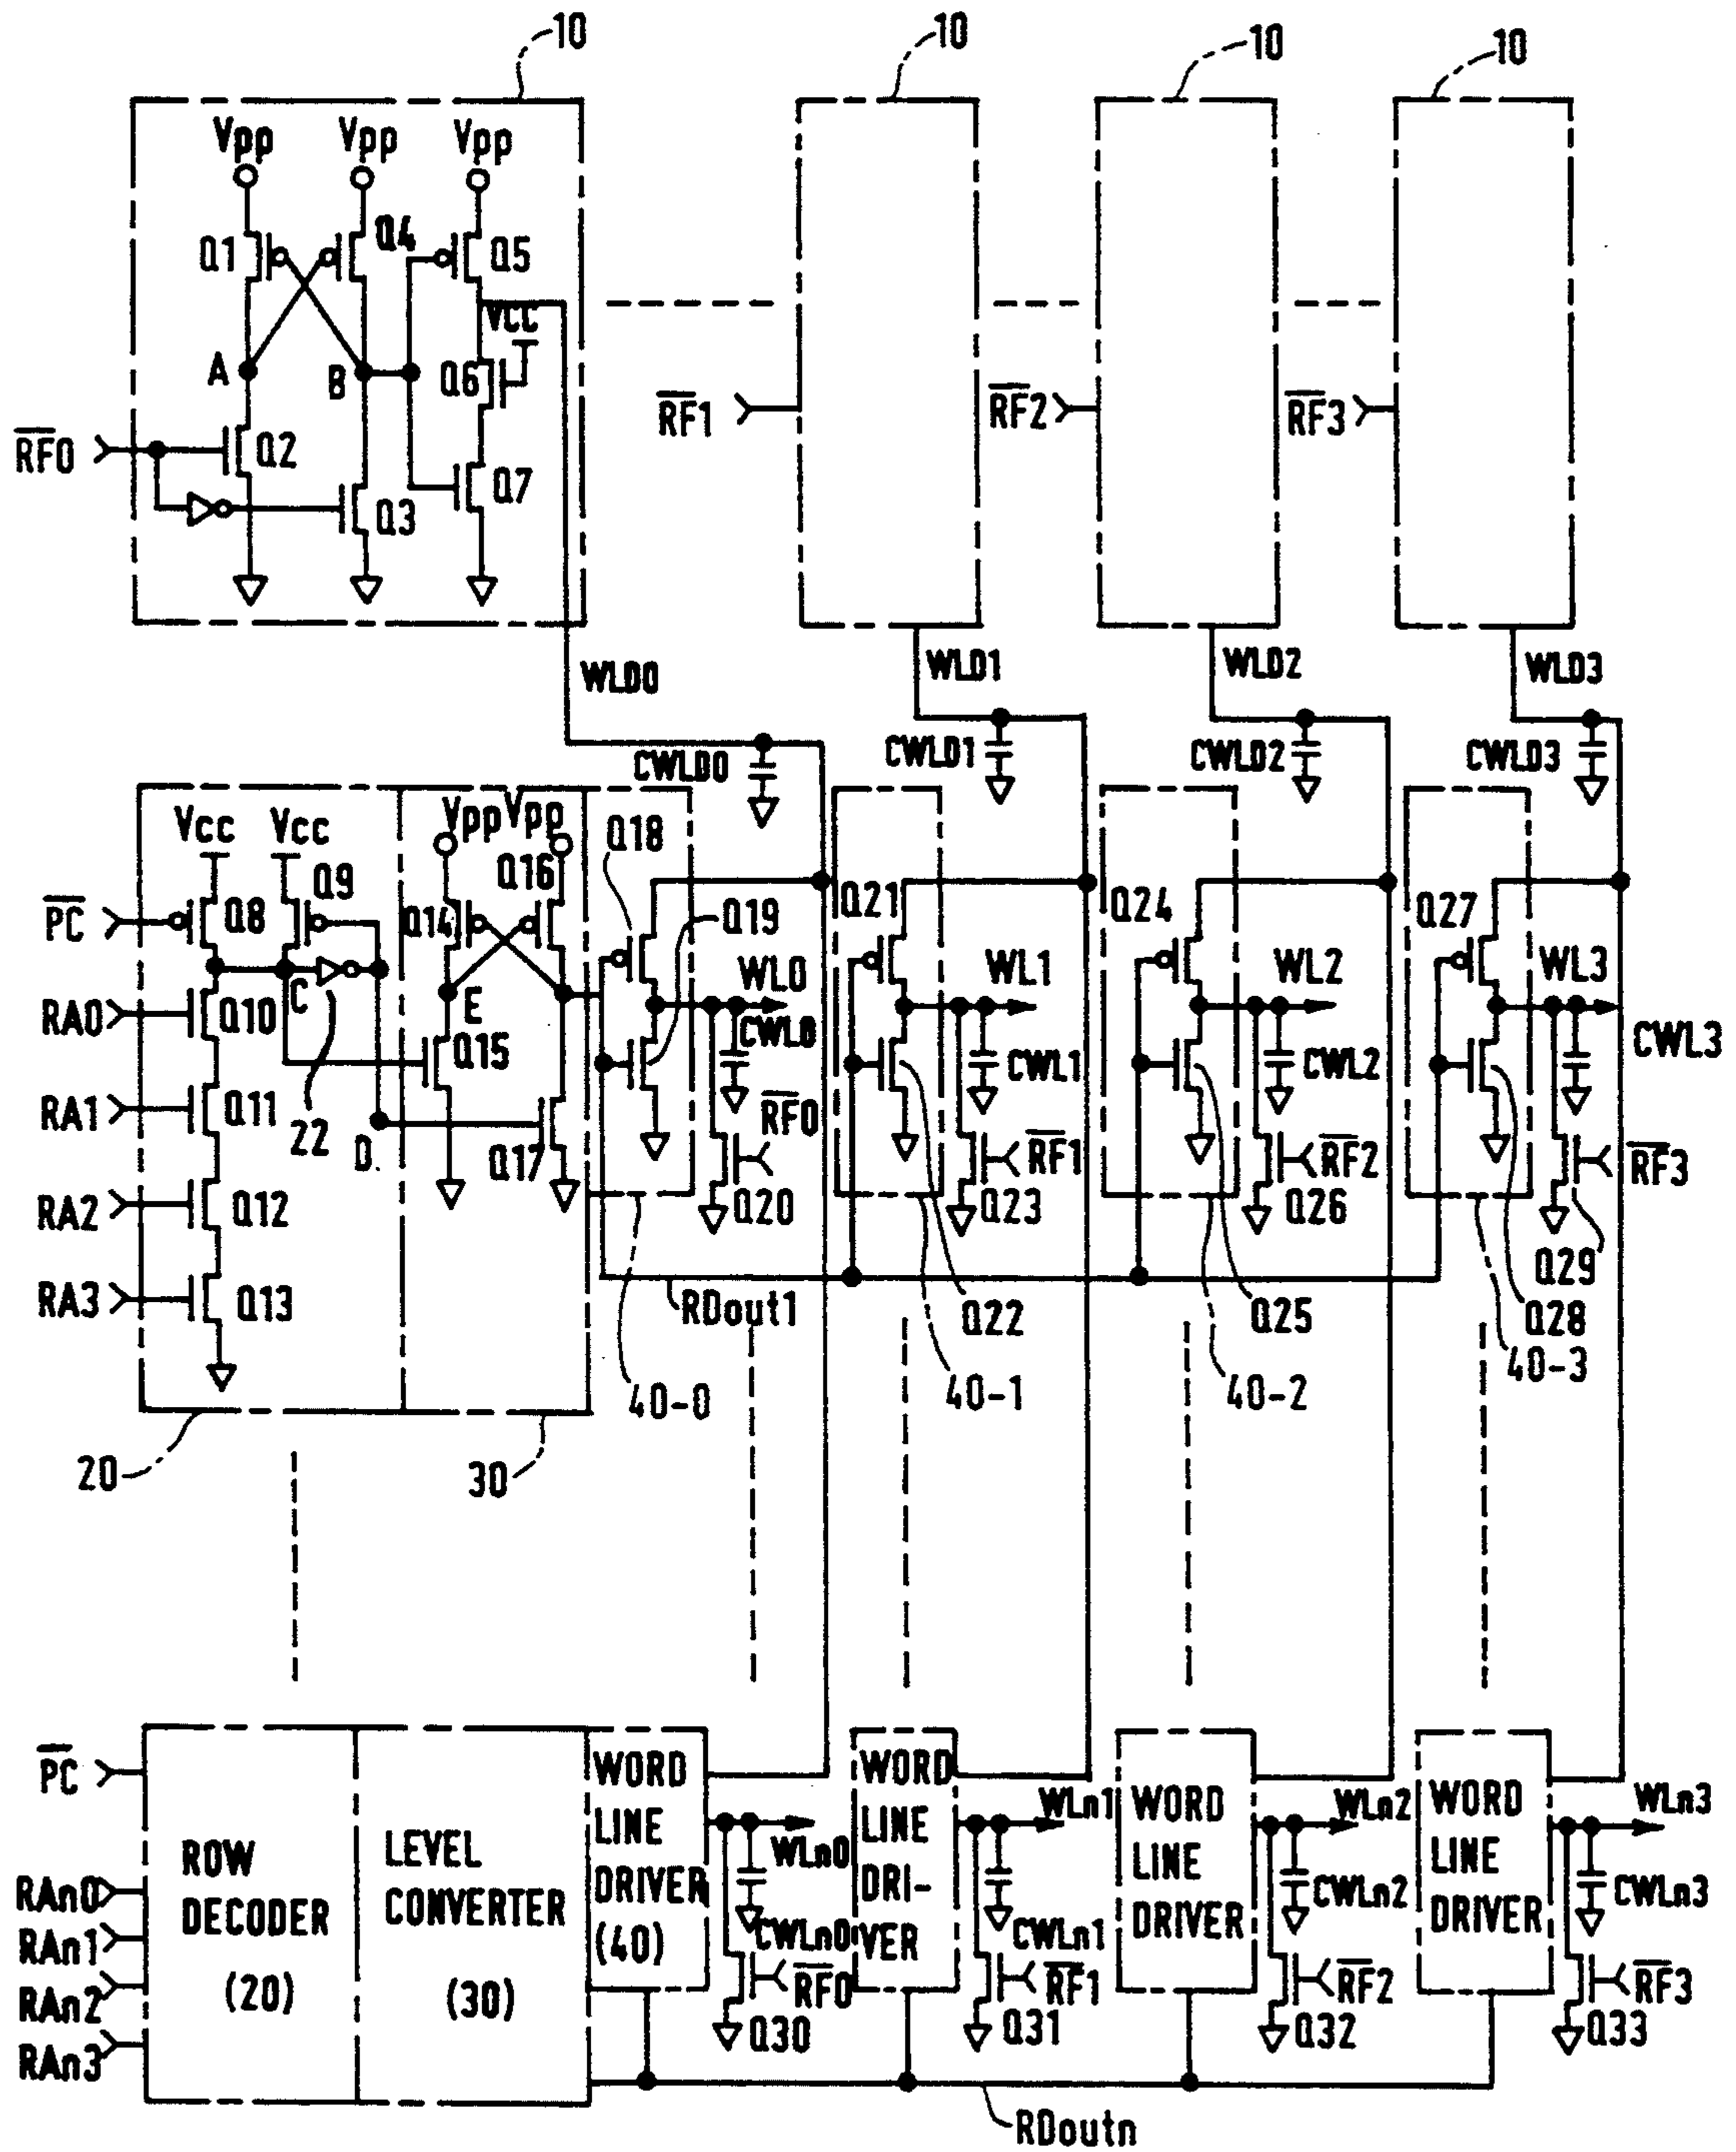 10 10 10 10
Vpp Vpp Vpp
Q1 Q4 Q5
VCC
A B Q6
RF0 Q2 Q3 Q7
RF1 RF2 RF3
WLD0 WLD1 WLD2 WLD3
CWLD0 CWLD1 CWLD2 CWLD3
Vcc Vcc Vpp Vpp Q18
Q9 Q16 Q21 Q24 Q27
PC Q8 Q14 Q19
WL0 WL1 WL2 WL3
C E
RA0 Q10 Q15 CWL0 CWL1 CWL2 CWL3
RA1 Q11 22 D Q17 RF0 RF1 RF2 RF3
RA2 Q12 Q20 Q23 Q26
Q29
RA3 Q13 RDout1 Q22 Q25 Q28
40-0 40-1 40-2 40-3
20 30
PC
WORD LINE DRIVER (40)
WORD LINE DRI-VER
WORD LINE DRIVER
WORD LINE DRIVER
WLn0 WLn1 WLn2 WLn3
ROW DECODER (20)
LEVEL CONVERTER (30)
RAn0
RAn1
RAn2
RAn3
CWLn0 CWLn1 CWLn2 CWLn3
RF0 RF1 RF2 RF3
Q30 Q31 Q32 Q33
RDoutn